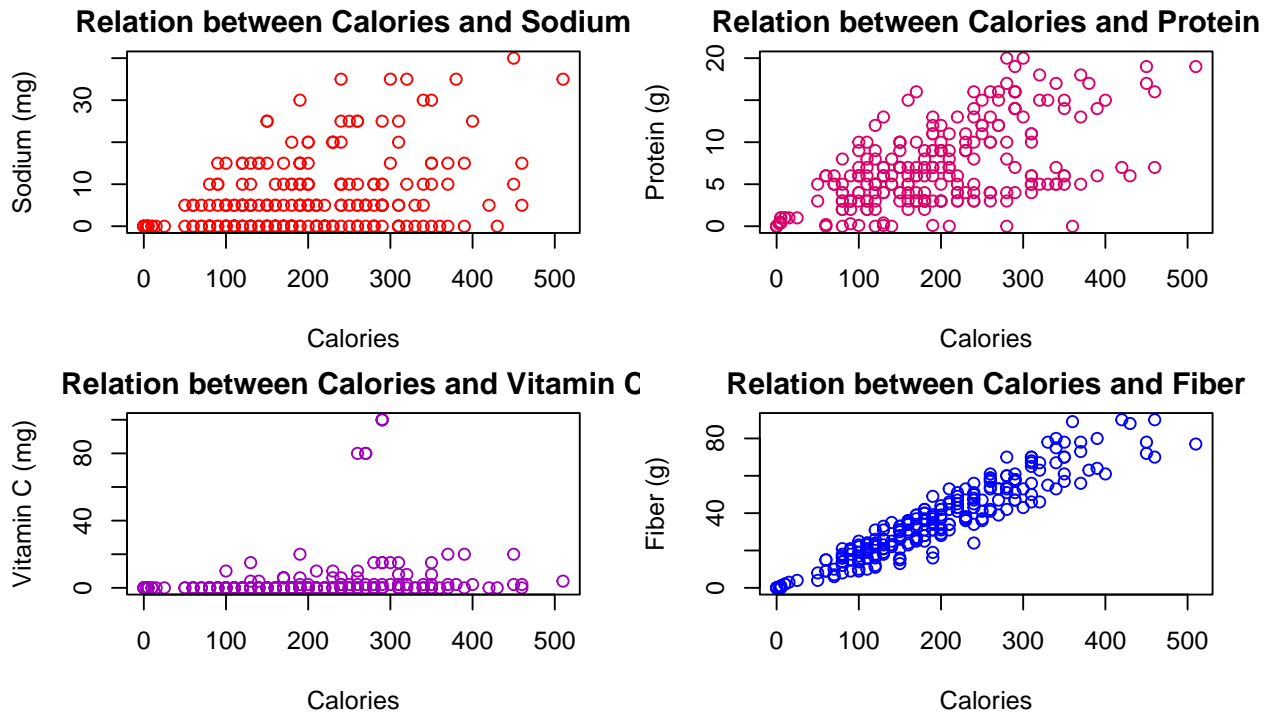 Relation between Calories and Sodium
Sodium (mg)
30
10
0
0 100 200 300 400 500
Calories
Relation between Calories and Protein
Protein (g)
20
10
5
0
0 100 200 300 400 500
Calories
Relation between Calories and Vitamin C
Vitamin C (mg)
80
40
0
0 100 200 300 400 500
Calories
Relation between Calories and Fiber
Fiber (g)
80
40
0
0 100 200 300 400 500
Calories